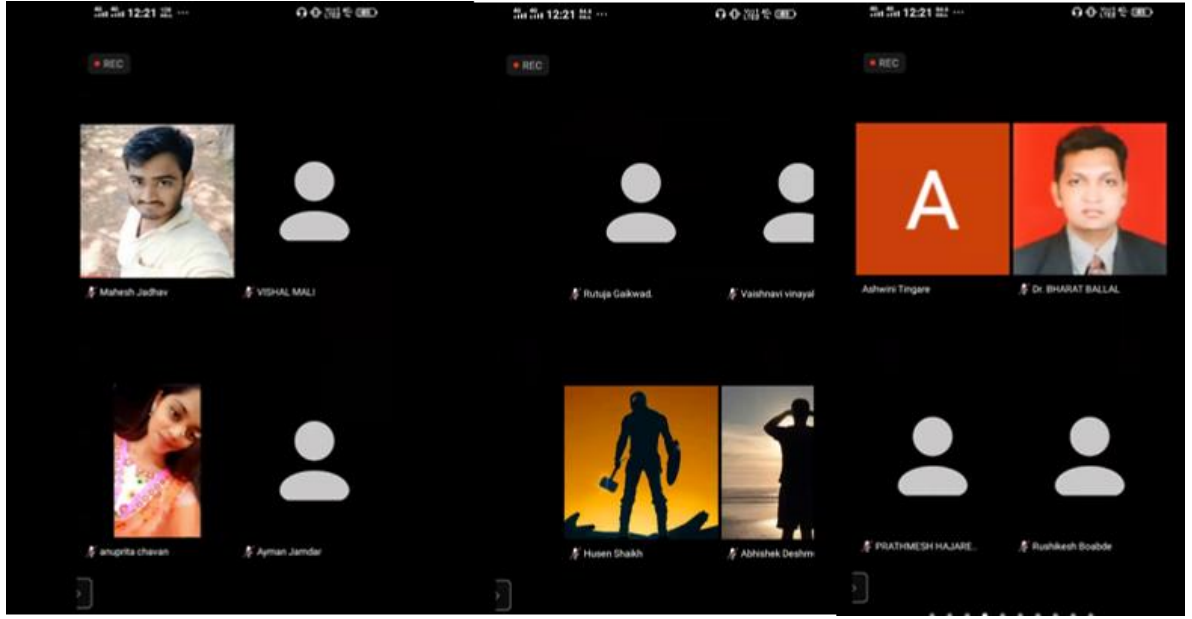 12:21
REC
Mahesh Jadhav
VISHAL MALI
anuprita chavan
Ayman Jamdar
12:21
REC
Rutuja Gaikwad.
Vaishnavi vinayal
Husen Shaikh
Abhishek Deshm
12:21
REC
A
Ashwini Tingare
Dr. BHARAT BALLAL
PRATHMESH HAJARE..
Rushikesh Boabde